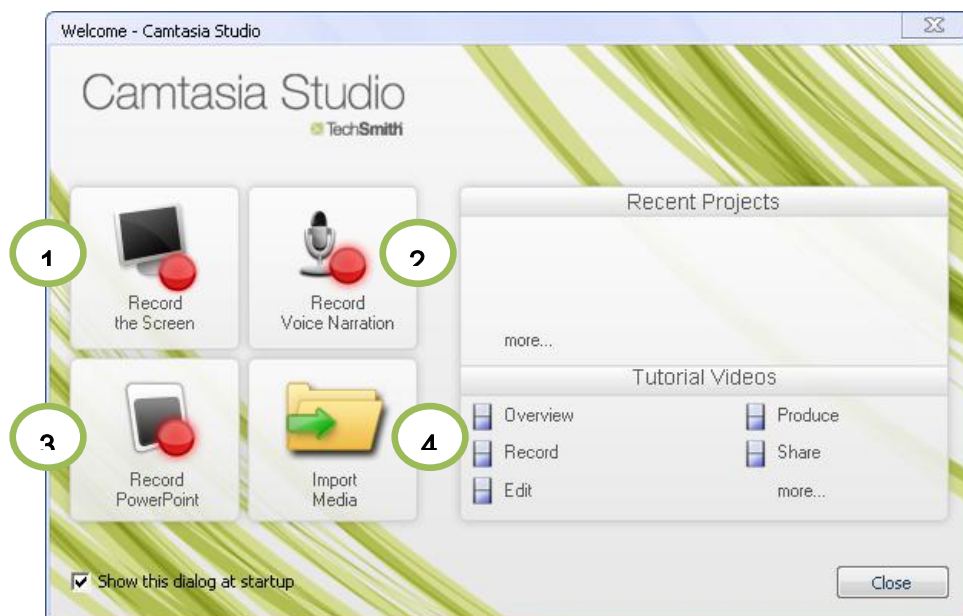 Welcome - Camtasia Studio
Camtasia Studio
TechSmith
1
Record
the Screen
2
Record
Voice Narration
3
Record
PowerPoint
4
Import
Media
Recent Projects
more...
Tutorial Videos
Overview
Produce
Record
Share
Edit
more...
Show this dialog at startup
Close